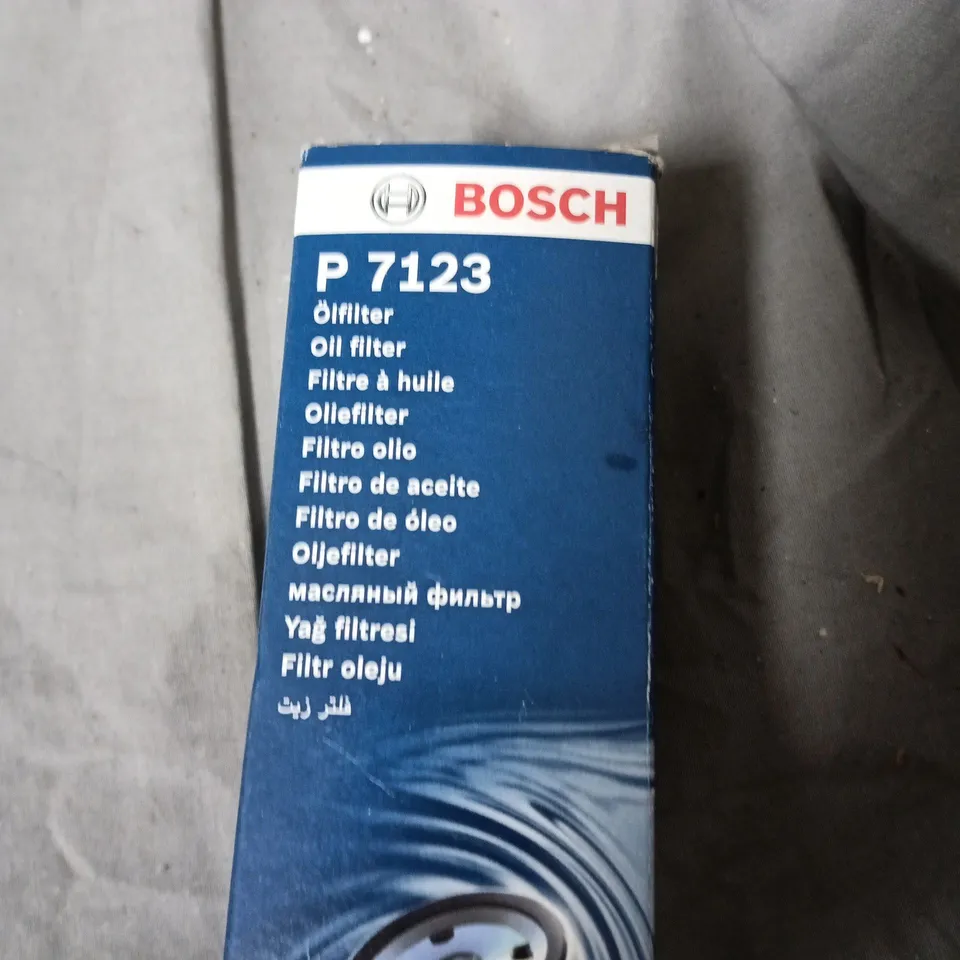 BOSCH
P 7123
Ölfilter
Oil filter
Filtre à huile
Oliefilter
Filtro olio
Filtro de aceite
Filtro de óleo
Oljefilter
масляный фильтр
Yağ filtresi
Filtr oleju
فلتر زيت